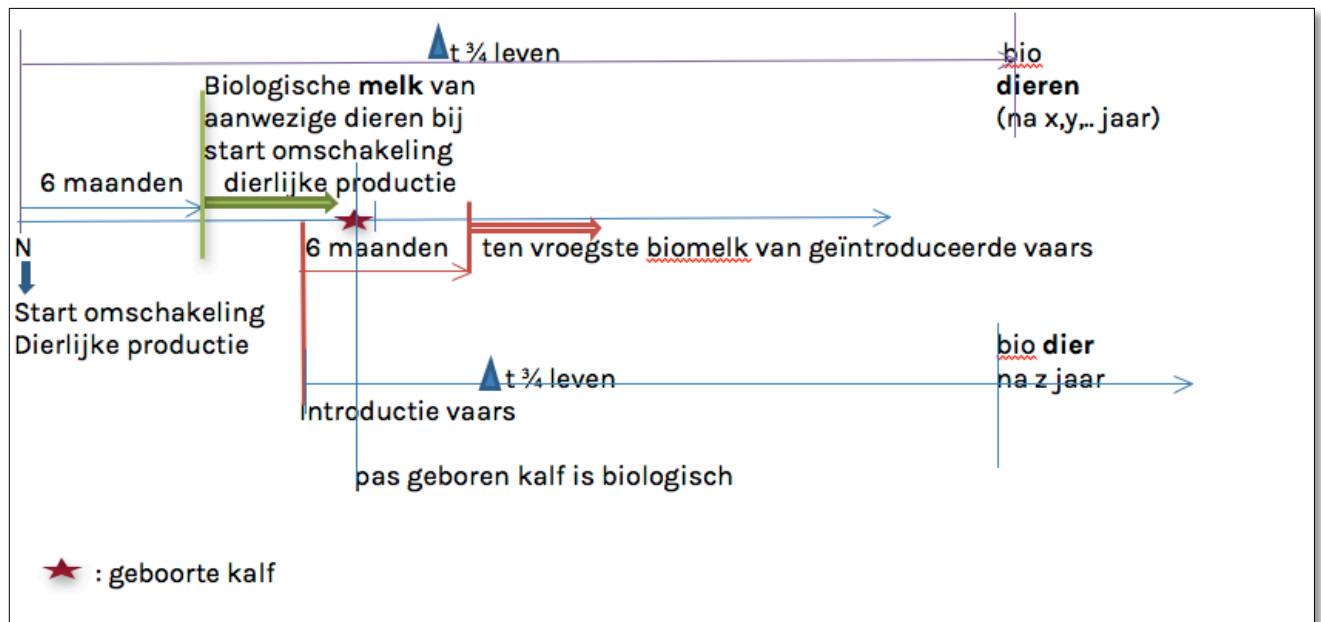 t ¾ leven
bio
dieren
(na x,y,.. jaar)
Biologische melk van
aanwezige dieren bij
start omschakeling
dierlijke productie
6 maanden
N
6 maanden
ten vroegste biomelk van geïntroduceerde vaars
Start omschakeling
Dierlijke productie
bio dier
na z jaar
t ¾ leven
Introductie vaars
pas geboren kalf is biologisch
: geboorte kalf